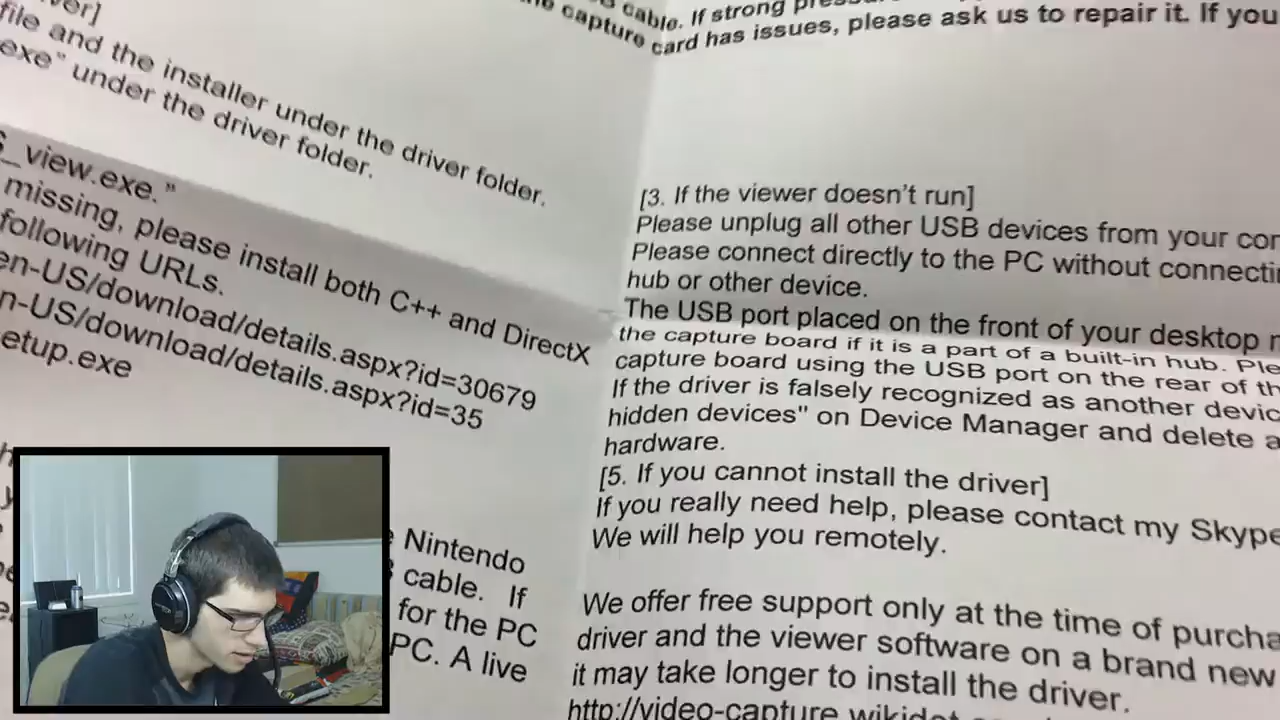 file and the installer under the driver folder.
exe" under the driver folder.
_view.exe."
missing, please install both C++ and DirectX
following URLs.
en-US/download/details.aspx?id=30679
n-US/download/details.aspx?id=35
etup.exe
Nintendo
cable. If
for the PC
PC. A live
cable. If strong
capture card has issues, please ask us to repair it. If you
[3. If the viewer doesn't run]
Please unplug all other USB devices from your
Please connect directly to the PC without
hub or other device.
The USB port placed on the front of your desktop
the capture board if it is a part of a built-in hub.
capture board using the USB port on the rear of
If the driver is falsely recognized as another
hidden devices" on Device Manager and delete
hardware.
[5. If you cannot install the driver]
If you really need help, please contact my Skype
We will help you remotely.
We offer free support only at the time of
driver and the viewer software on a brand new
it may take longer to install the driver.
http://video-capture.wikidot